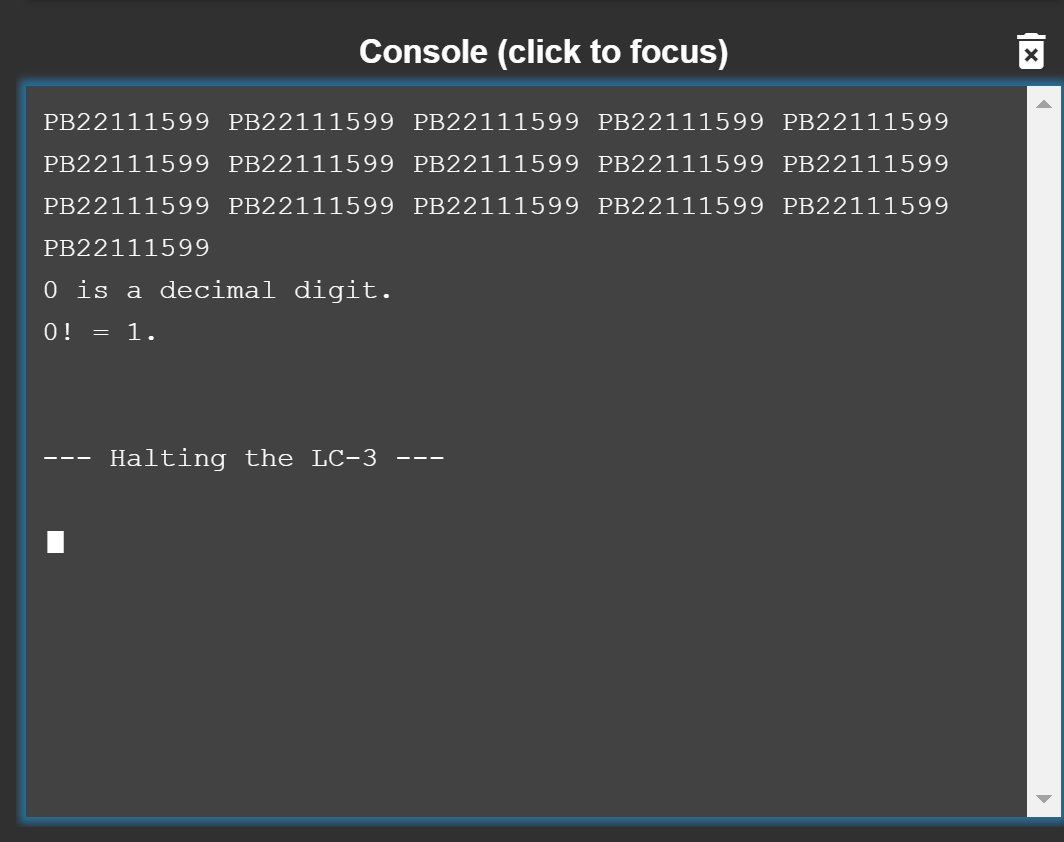 Console (click to focus)
PB22111599 PB22111599 PB22111599 PB22111599 PB22111599
PB22111599 PB22111599 PB22111599 PB22111599 PB22111599
PB22111599 PB22111599 PB22111599 PB22111599 PB22111599
PB22111599
0 is a decimal digit.
0! = 1.
--- Halting the LC-3 ---